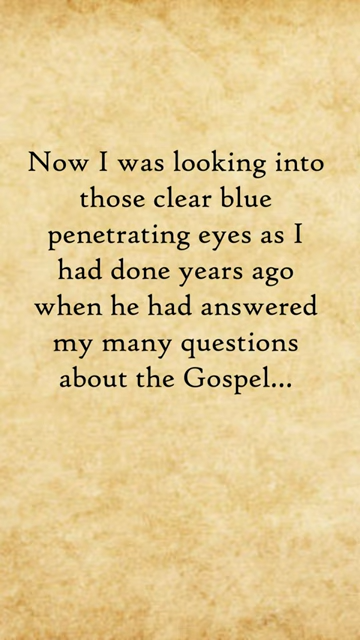 Now I was looking into
those clear blue
penetrating eyes as I
had done years ago
when he had answered
my many questions
about the Gospel...